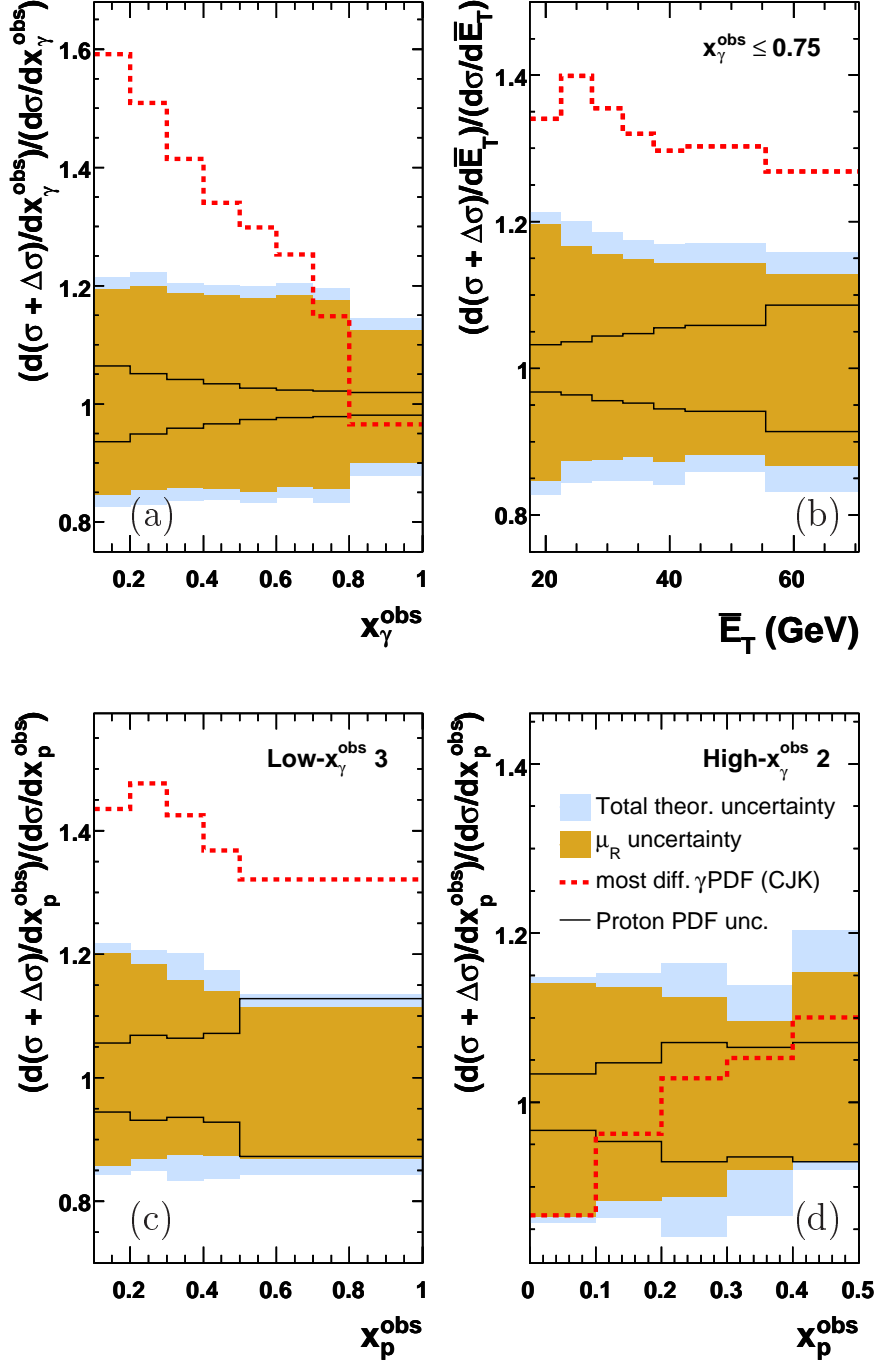 (d(σ + Δσ)/dx_γ^obs)/(dσ/dx_γ^obs)
1.6
1.4
1.2
1
0.8
(a)
0.2 0.4 0.6 0.8 1
x_γ^obs
(d(σ + Δσ)/dE̅_T)/(dσ/dE̅_T)
x_γ^obs ≤ 0.75
1.4
1.2
1
0.8
(b)
20 40 60
E̅_T (GeV)
(d(σ + Δσ)/dx_p^obs)/(dσ/dx_p^obs)
Low-x_γ^obs 3
1.4
1.2
1
0.8
(c)
0.2 0.4 0.6 0.8 1
x_p^obs
(d(σ + Δσ)/dx_p^obs)/(dσ/dx_p^obs)
High-x_γ^obs 2
Total theor. uncertainty
μ_R uncertainty
most diff. γPDF (CJK)
Proton PDF unc.
1.4
1.2
1
(d)
0 0.1 0.2 0.3 0.4 0.5
x_p^obs